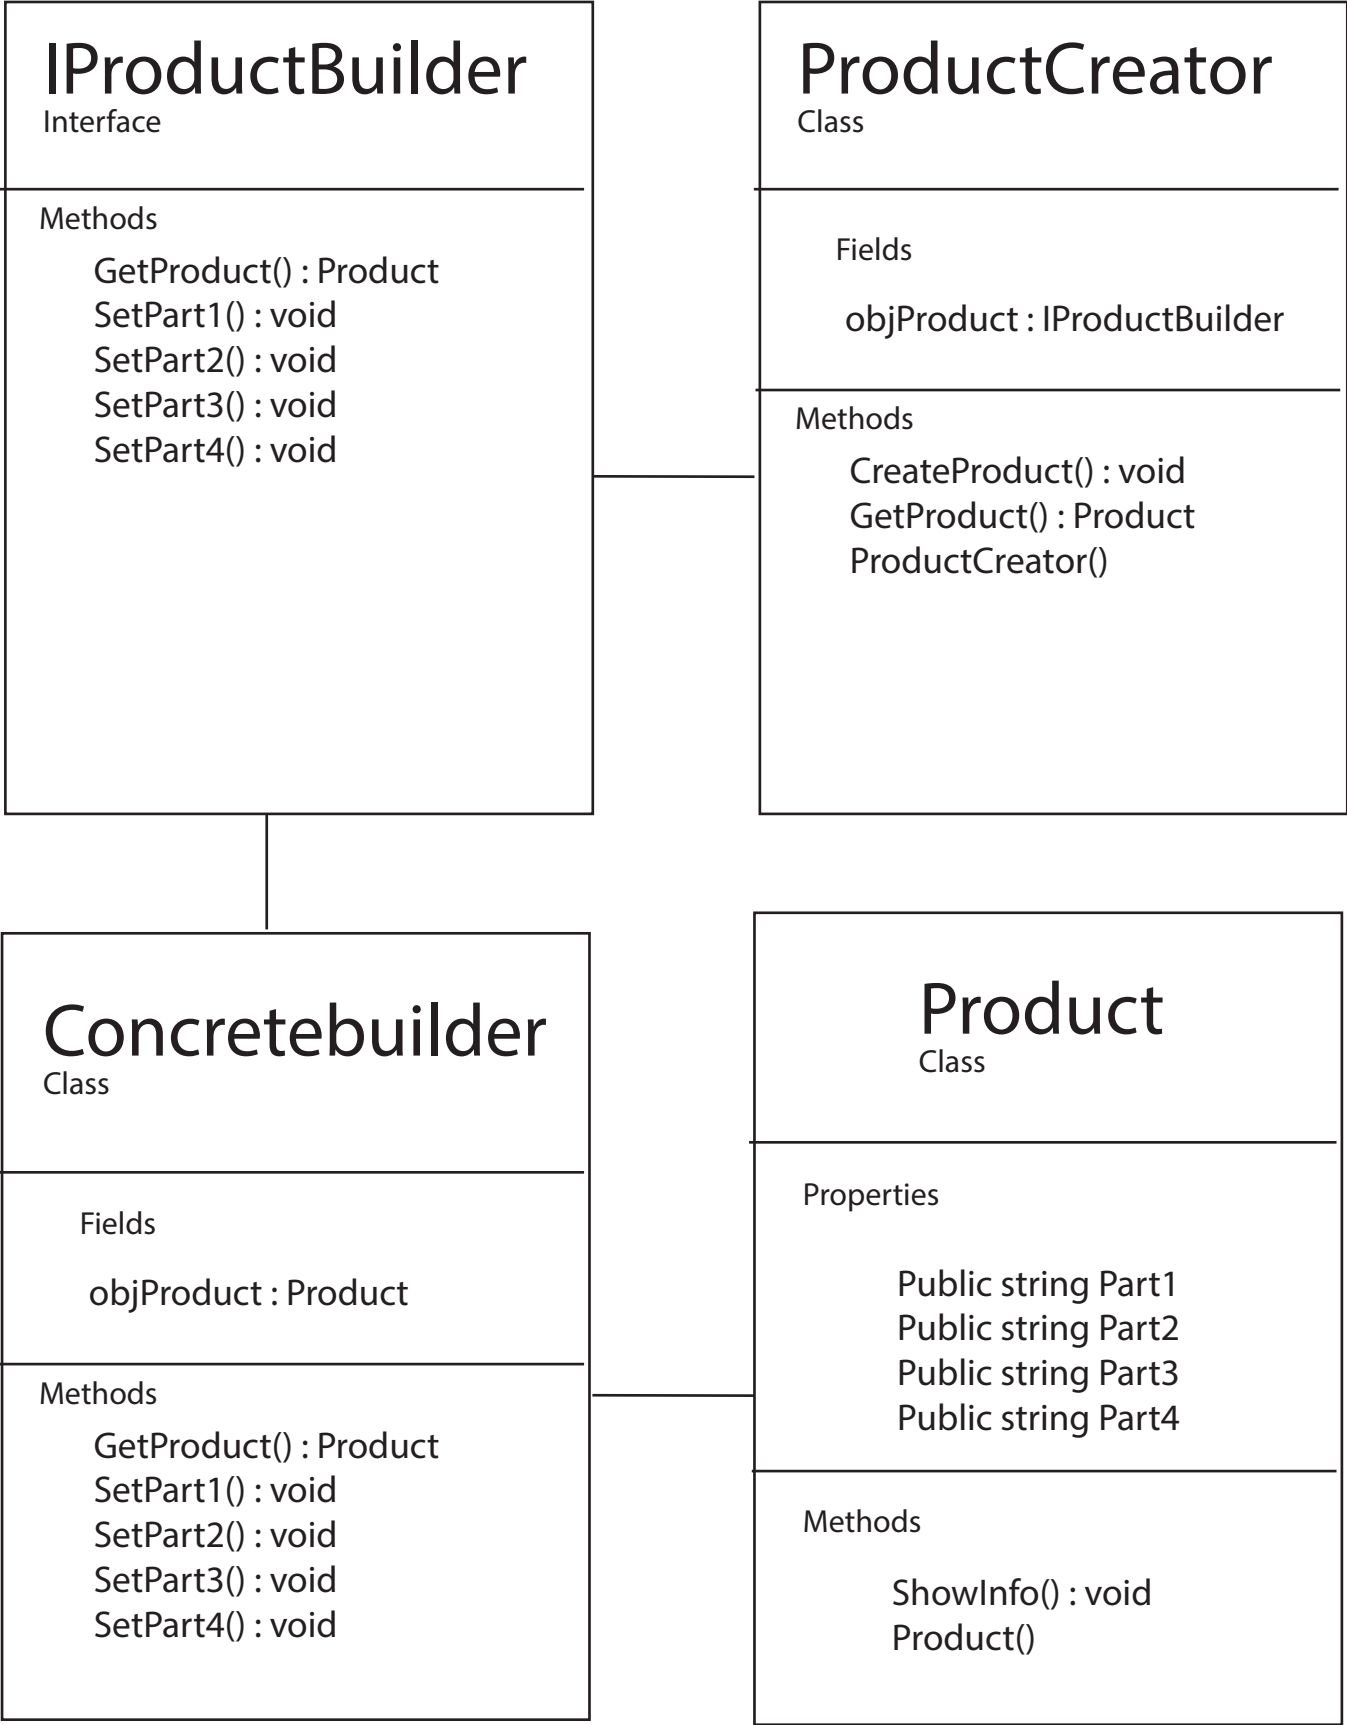 IProductBuilder
Interface
Methods
GetProduct() : Product
SetPart1() : void
SetPart2() : void
SetPart3() : void
SetPart4() : void
ProductCreator
Class
Fields
objProduct : IProductBuilder
Methods
CreateProduct() : void
GetProduct() : Product
ProductCreator()
Concretebuilder
Class
Fields
objProduct : Product
Methods
GetProduct() : Product
SetPart1() : void
SetPart2() : void
SetPart3() : void
SetPart4() : void
Product
Class
Properties
Public string Part1
Public string Part2
Public string Part3
Public string Part4
Methods
ShowInfo() : void
Product()